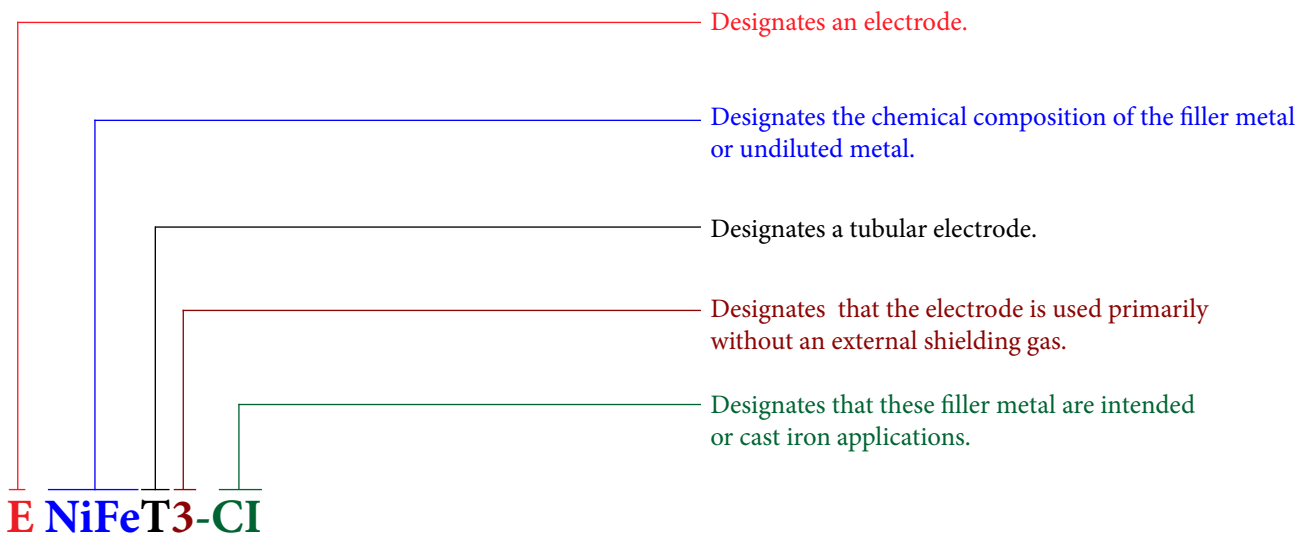 Designates an electrode.
Designates the chemical composition of the filler metal
or undiluted metal.
Designates a tubular electrode.
Designates  that the electrode is used primarily
without an external shielding gas.
Designates that these filler metal are intended
or cast iron applications.
E NiFeT3-CI